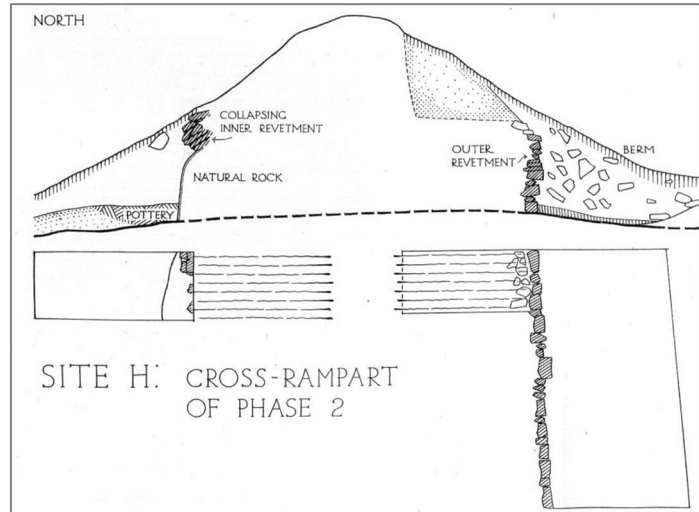 NORTH
COLLAPSING
INNER REVETMENT
OUTER
REVETMENT
BERM
NATURAL ROCK
POTTERY
SITE H: CROSS-RAMPART
OF PHASE 2